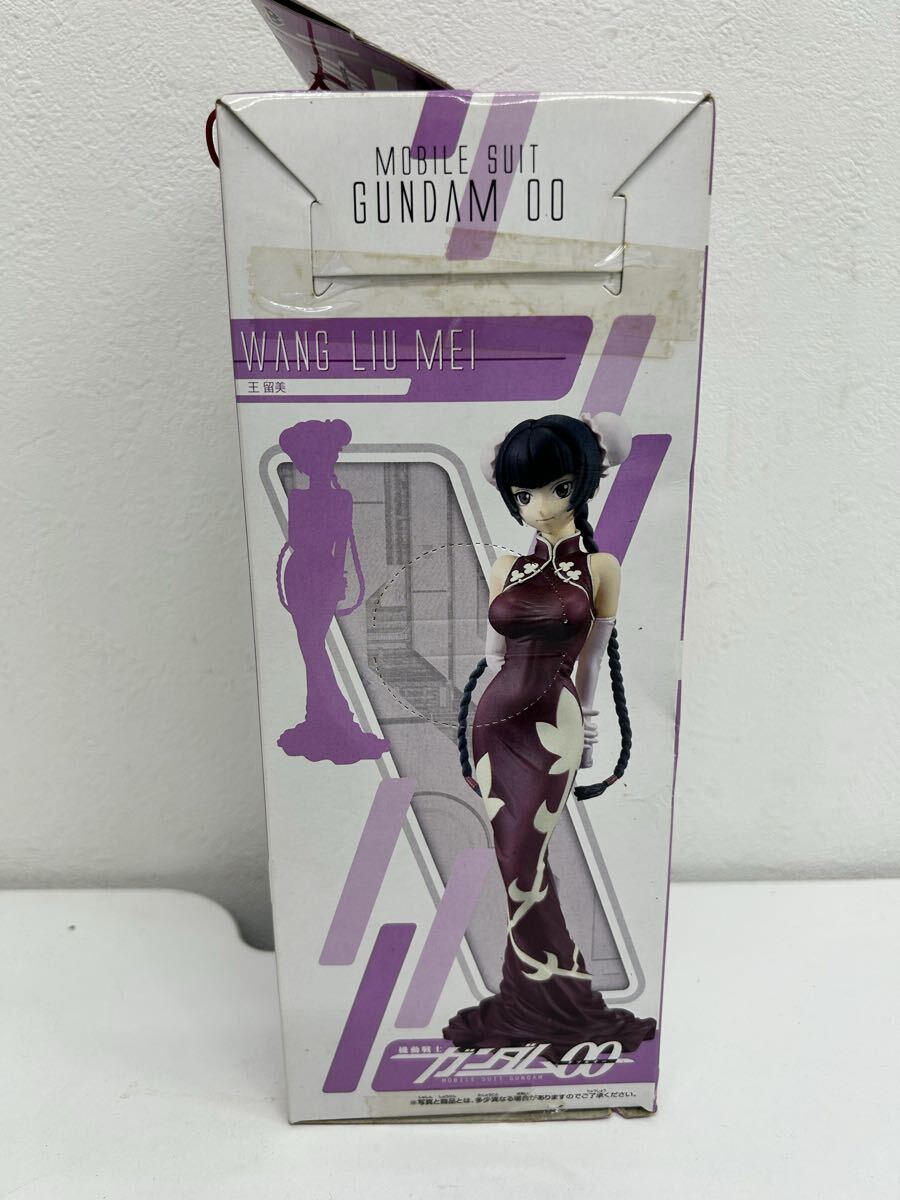 MOBILE SUIT
GUNDAM 00
WANG LIU MEI
王 留美
機動戦士
ガンダム00
MOBILE SUIT GUNDAM
※写真と商品とは、多少異なる場合がありますのでご了承ください。